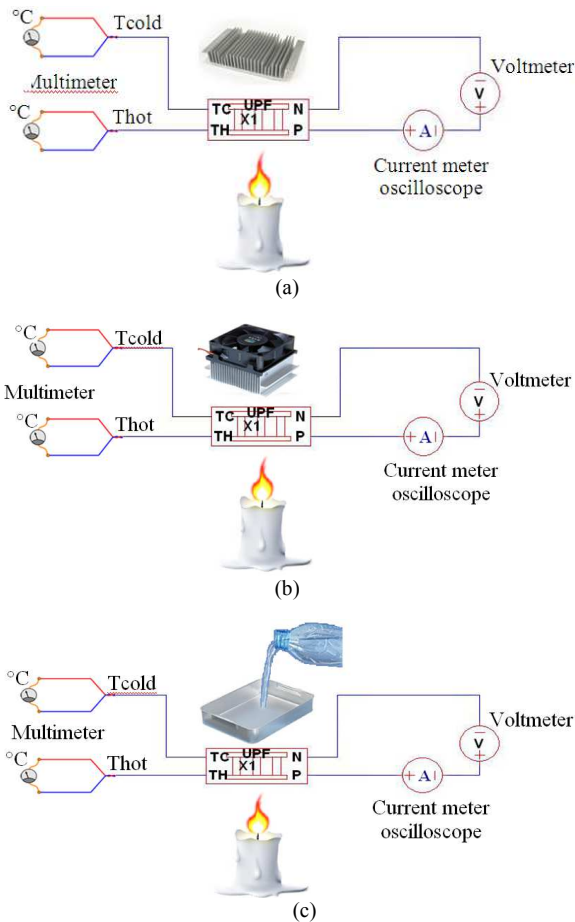 °C
Tcold
Multimeter
°C
Thot
TC UPF N
X1
TH P
Voltmeter
V
+
+ A
Current meter
oscilloscope
(a)
°C
Tcold
Multimeter
°C
Thot
TC UPF N
X1
TH P
Voltmeter
V
+
+ A
Current meter
oscilloscope
(b)
°C
Tcold
Multimeter
°C
Thot
TC UPF N
X1
TH P
Voltmeter
V
+
+ A
Current meter
oscilloscope
(c)